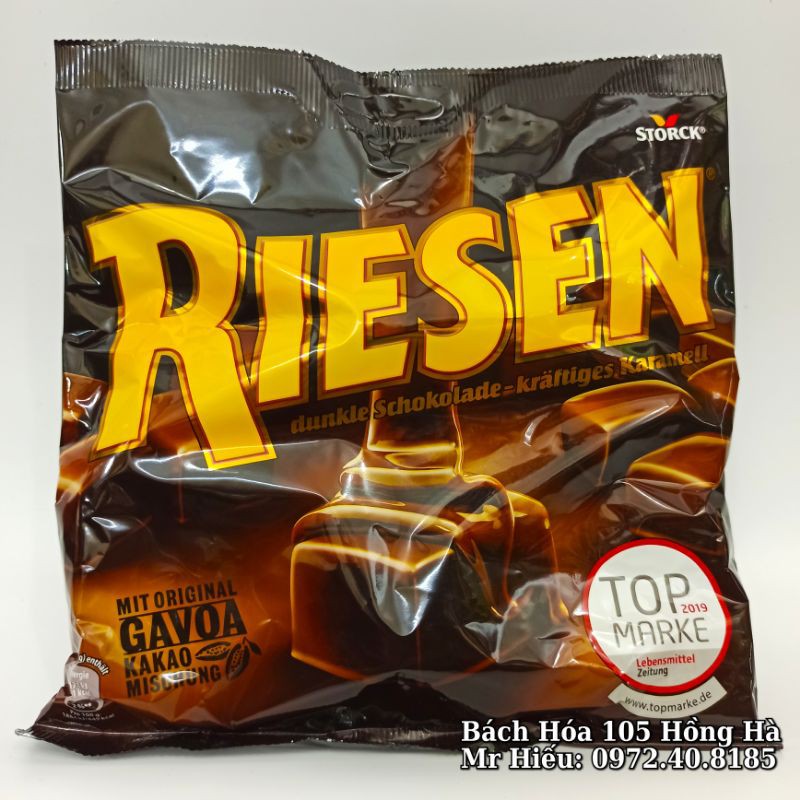 STORCK®
RIESEN®
dunkle Schokolade - kräftiges Karamell
MIT ORIGINAL
GAVOA
KAKAO
MISCHUNG
enthält
TOP
2019
MARKE
Lebensmittel
Zeitung
www.topmarke.de
Bách Hóa 105 Hồng Hà
Mr Hiếu: 0972.40.8185